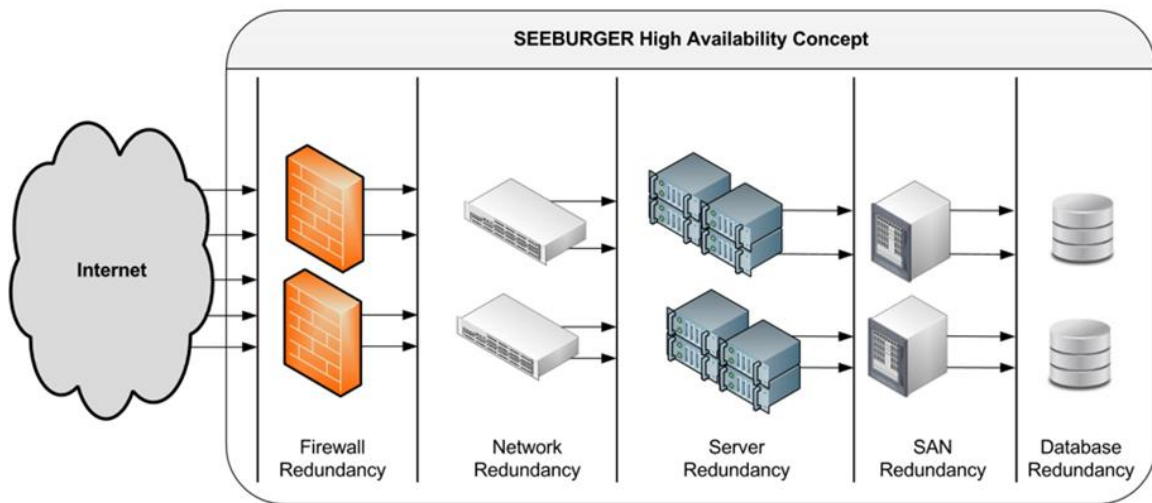 SEEBURGER High Availability Concept
Internet
Firewall
Redundancy
Network
Redundancy
Server
Redundancy
SAN
Redundancy
Database
Redundancy